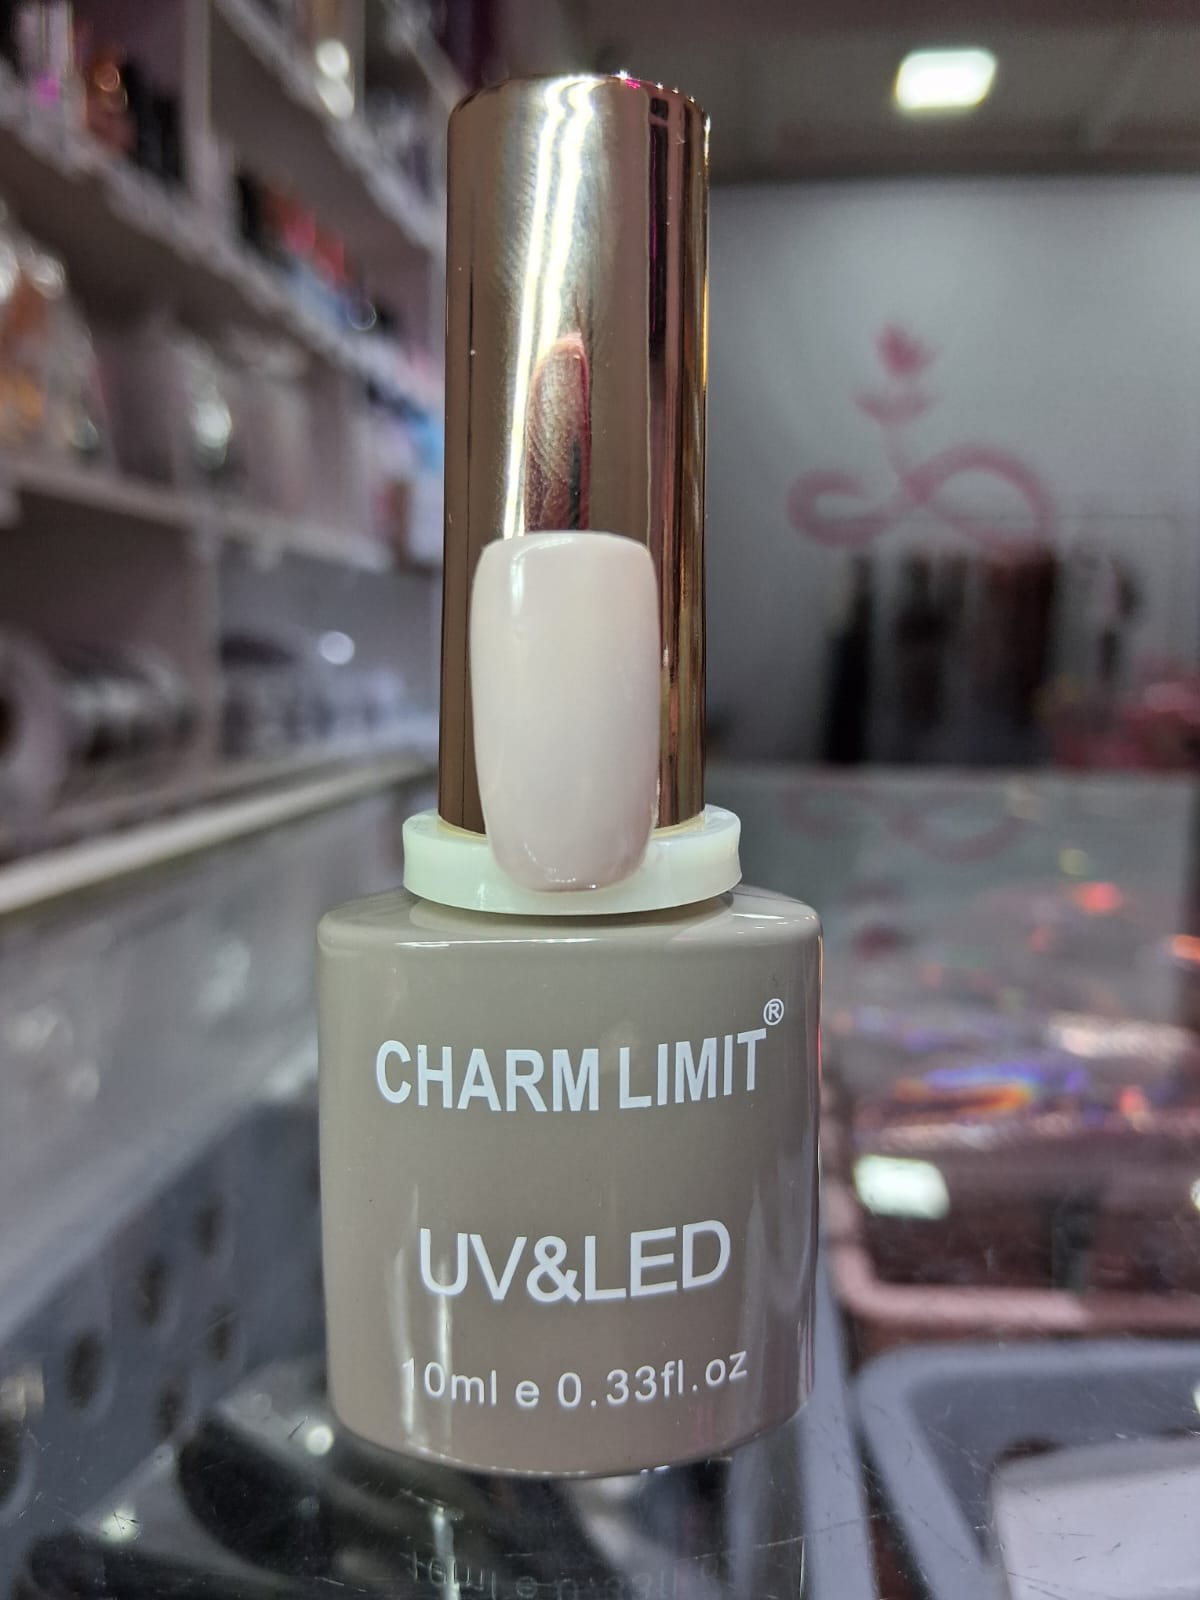 CHARM LIMIT®
UV&LED
10ml e 0.33fl.oz